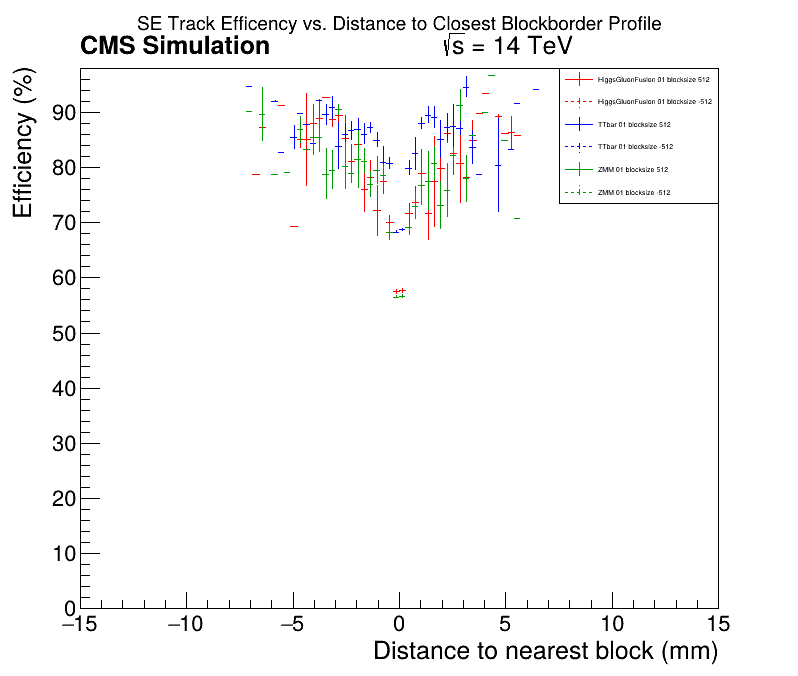 SE Track Efficency vs. Distance to Closest Blockborder Profile
CMS Simulation
√s = 14 TeV
Efficiency (%)
HiggsGluonFusion 01 blocksize 512
HiggsGluonFusion 01 blocksize -512
TTbar 01 blocksize 512
TTbar 01 blocksize -512
ZMM 01 blocksize 512
ZMM 01 blocksize -512
90
80
70
60
50
40
30
20
10
0
−15 −10 −5 0 5 10 15
Distance to nearest block (mm)